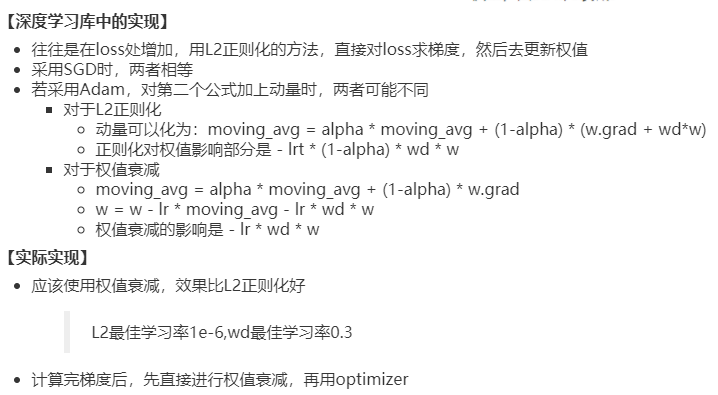 【深度学习库中的实现】
往往是在loss处增加，用L2正则化的方法，直接对loss求梯度，然后去更新权值
采用SGD时，两者相等
若采用Adam，对第二个公式加上动量时，两者可能不同
对于L2正则化
动量可以化为：moving_avg = alpha * moving_avg + (1-alpha) * (w.grad + wd*w)
正则化对权值影响部分是 - lrt * (1-alpha) * wd * w
对于权值衰减
moving_avg = alpha * moving_avg + (1-alpha) * w.grad
w = w - lr * moving_avg - lr * wd * w
权值衰减的影响是 - lr * wd * w
【实际实现】
应该使用权值衰减，效果比L2正则化好
L2最佳学习率1e-6,wd最佳学习率0.3
计算完梯度后，先直接进行权值衰减，再用optimizer